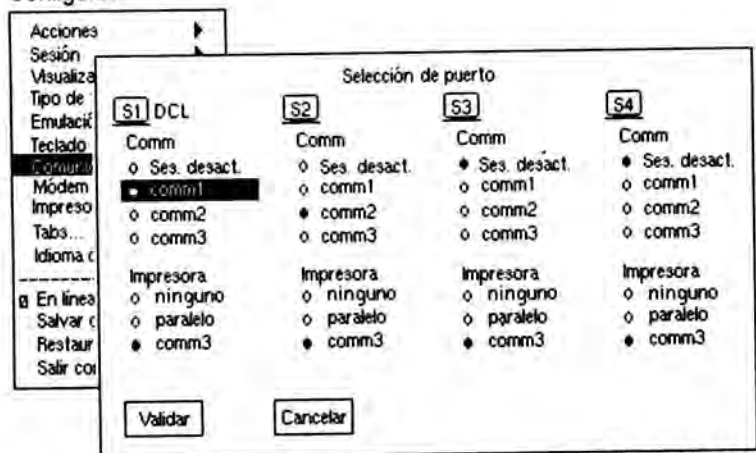 Acciones
Sesión
Visualiza
Tipo de
Emulació
Teclado
Módem
Impreso
Tabs...
Idioma
En línea
Salvar
Restaur
Salir
Selección de puerto
S1 DCL
Comm
Ses. desact.
comm1
comm2
comm3
Impresora
ninguno
paralelo
comm3
S2
Comm
Ses. desact.
comm1
comm2
comm3
Impresora
ninguno
paralelo
comm3
S3
Comm
Ses. desact.
comm1
comm2
comm3
Impresora
ninguno
paralelo
comm3
S4
Comm
Ses. desact.
comm1
comm2
comm3
Impresora
ninguno
paralelo
comm3
Validar
Cancelar